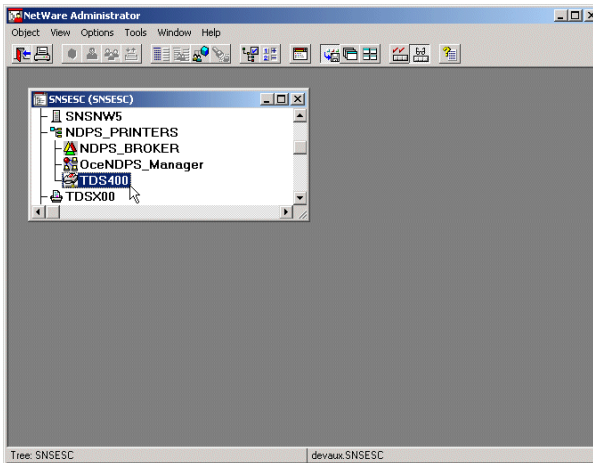 NetWare Administrator
Object View Options Tools Window Help
SNSESC (SNSESC)
SNSNW5
NDPS_PRINTERS
NDPS_BROKER
OceNDPS_Manager
TDS400
TDSX00
Tree: SNSESC
devaux.SNSESC